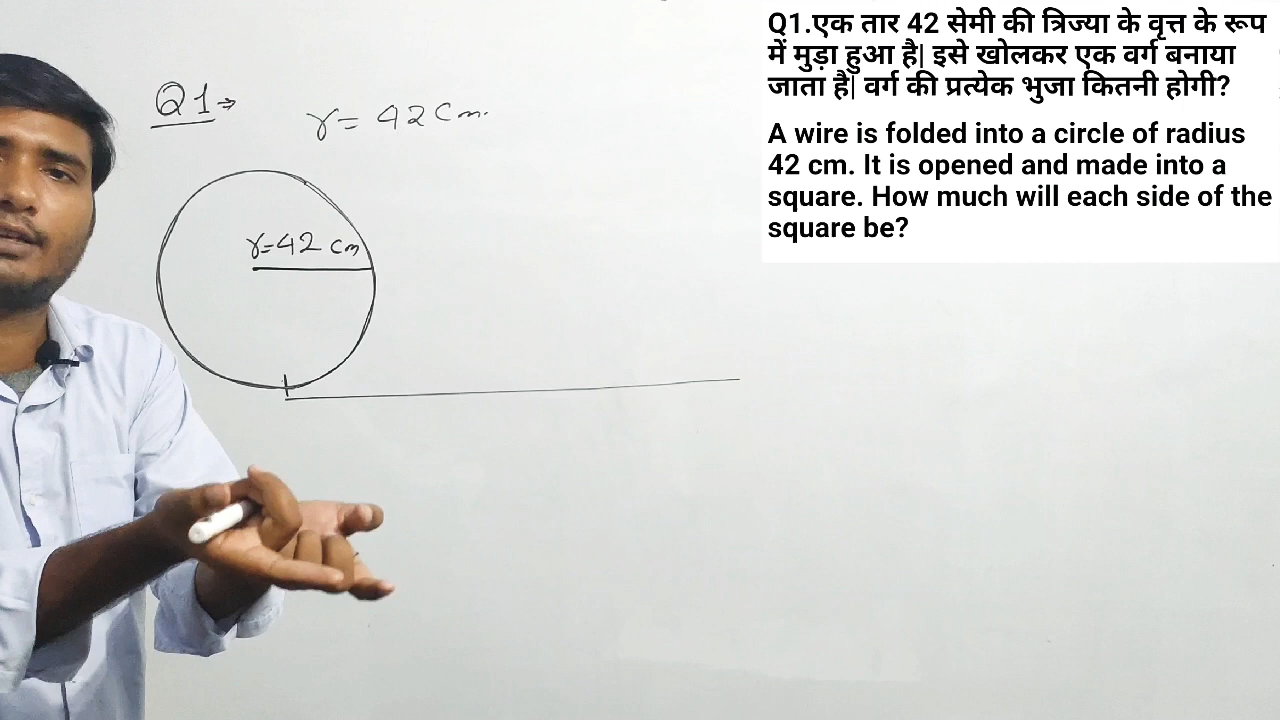 Q1.एक तार 42 सेमी की त्रिज्या के वृत्त के रूप
में मुड़ा हुआ है| इसे खोलकर एक वर्ग बनाया
जाता है| वर्ग की प्रत्येक भुजा कितनी होगी?
A wire is folded into a circle of radius
42 cm. It is opened and made into a
square. How much will each side of the
square be?
Q1⇒
r= 42cm.
r=42 cm